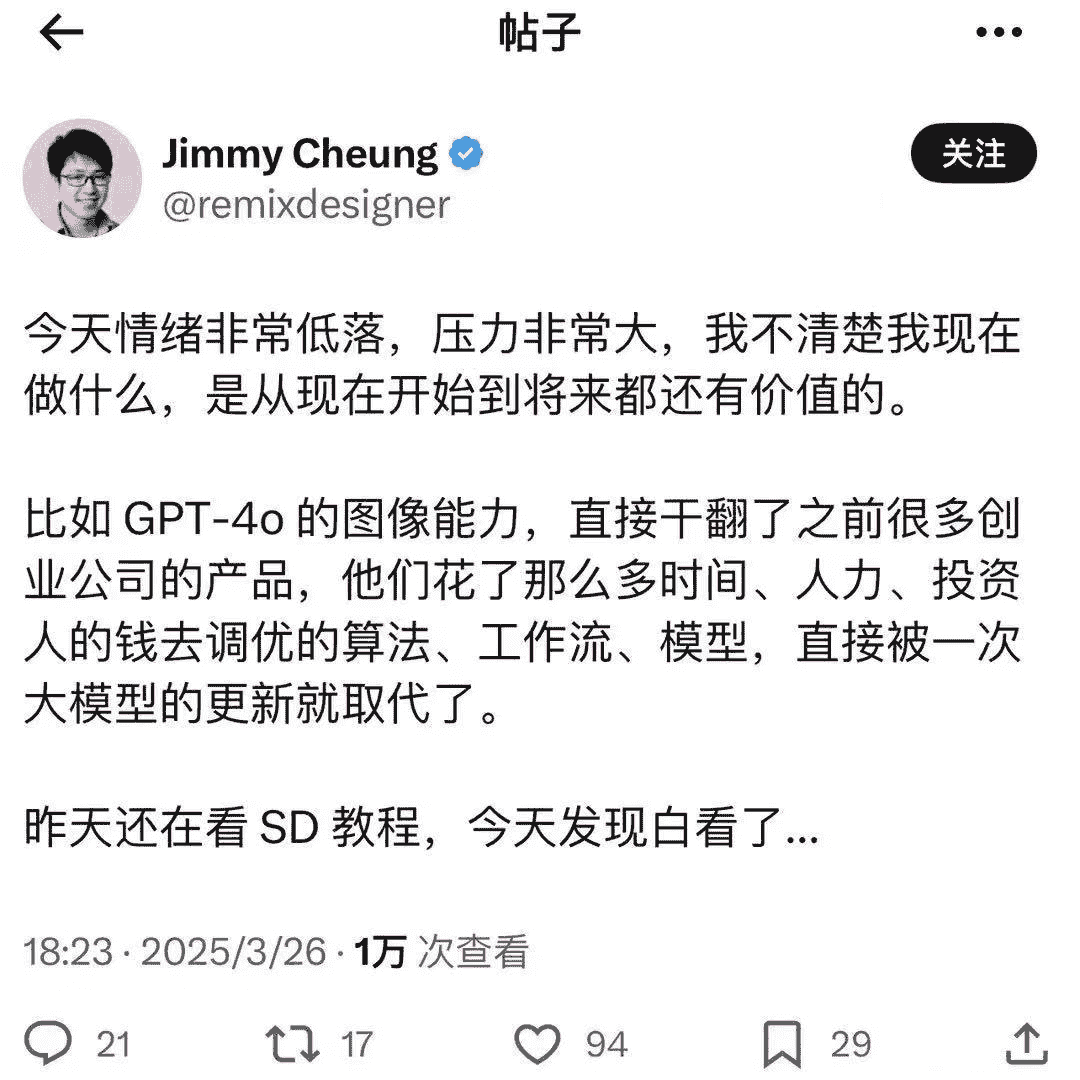 帖子
Jimmy Cheung
@remixdesigner
关注
今天情绪非常低落，压力非常大，我不清楚我现在
做什么，是从现在开始到将来都还有价值的。
比如 GPT-4o 的图像能力，直接干翻了之前很多创
业公司的产品，他们花了那么多时间、人力、投资
人的钱去调优的算法、工作流、模型，直接被一次
大模型的更新就取代了。
昨天还在看 SD 教程，今天发现白看了...
18:23 · 2025/3/26 · 1万 次查看
21 17 94 29